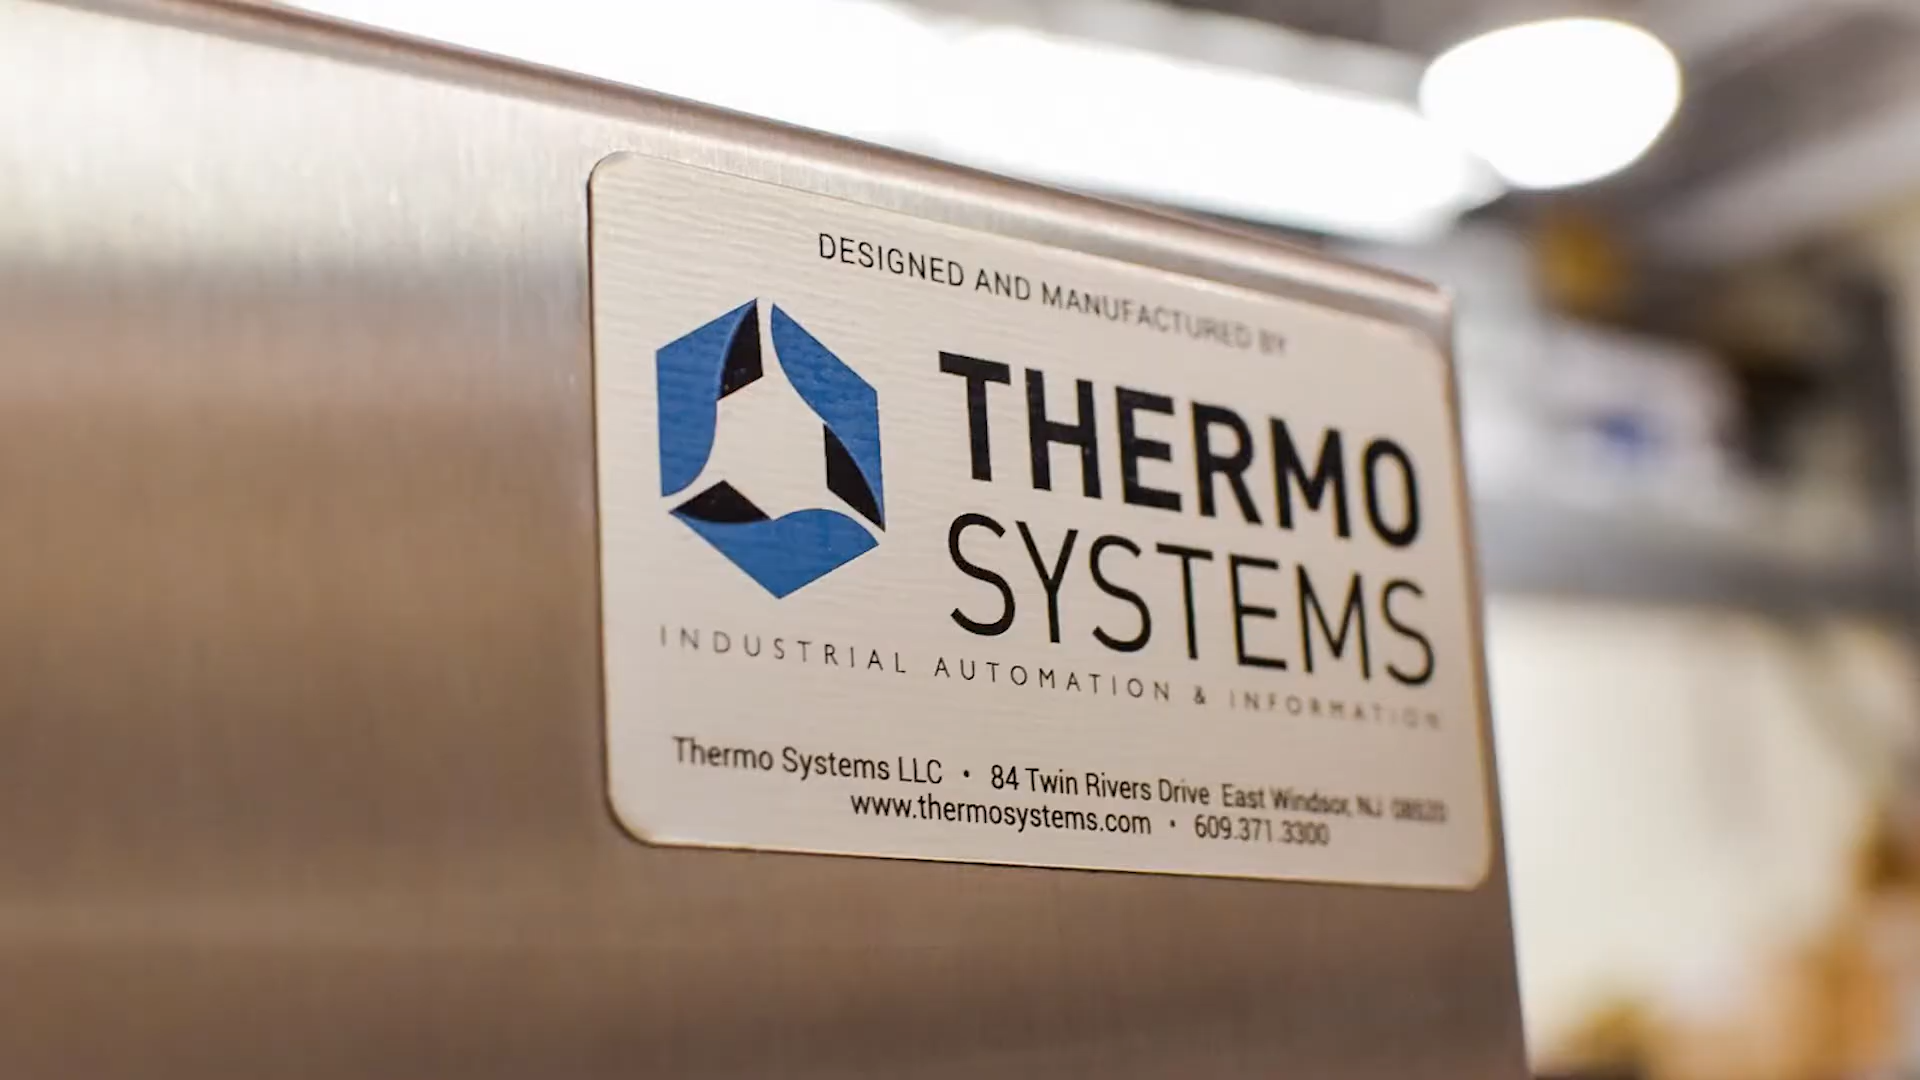 DESIGNED AND MANUFACTURED BY
THERMO
SYSTEMS
INDUSTRIAL AUTOMATION & INFORMATION
Thermo Systems LLC • 84 Twin Rivers Drive East Windsor, NJ 08520
www.thermosystems.com • 609.371.3300